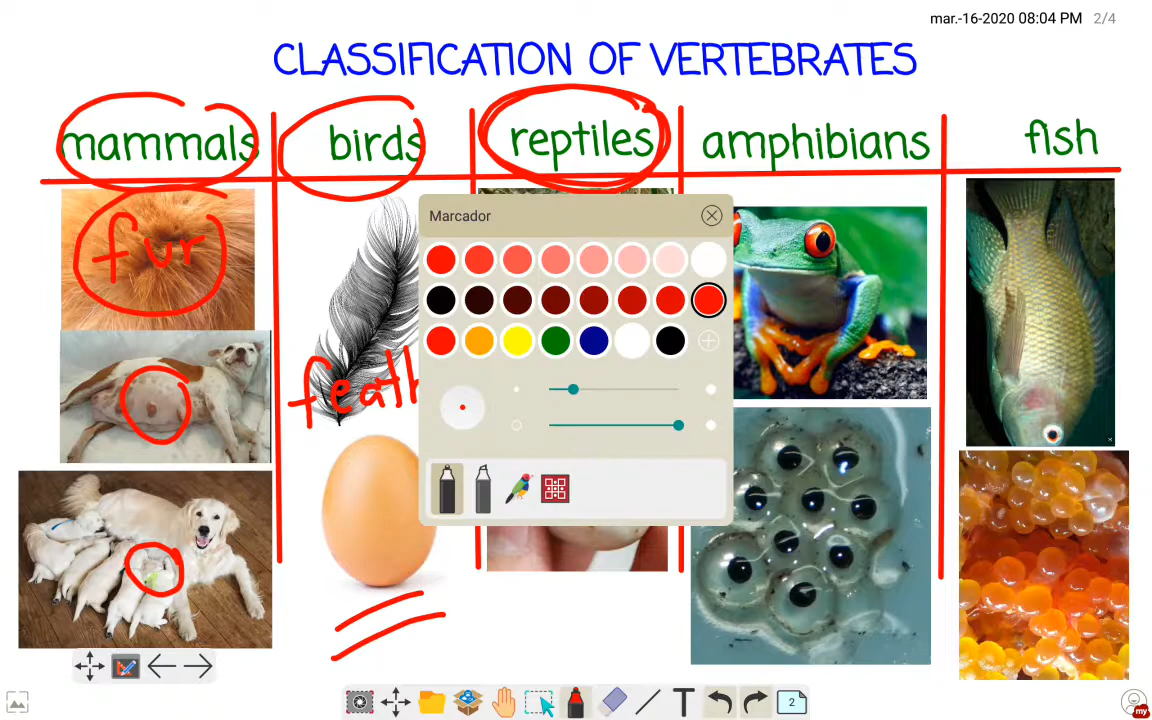 mar.-16-2020 08:04 PM 2/4
CLASSIFICATION OF VERTEBRATES
mammals birds reptiles amphibians fish
fur
Marcador
feath
2
my